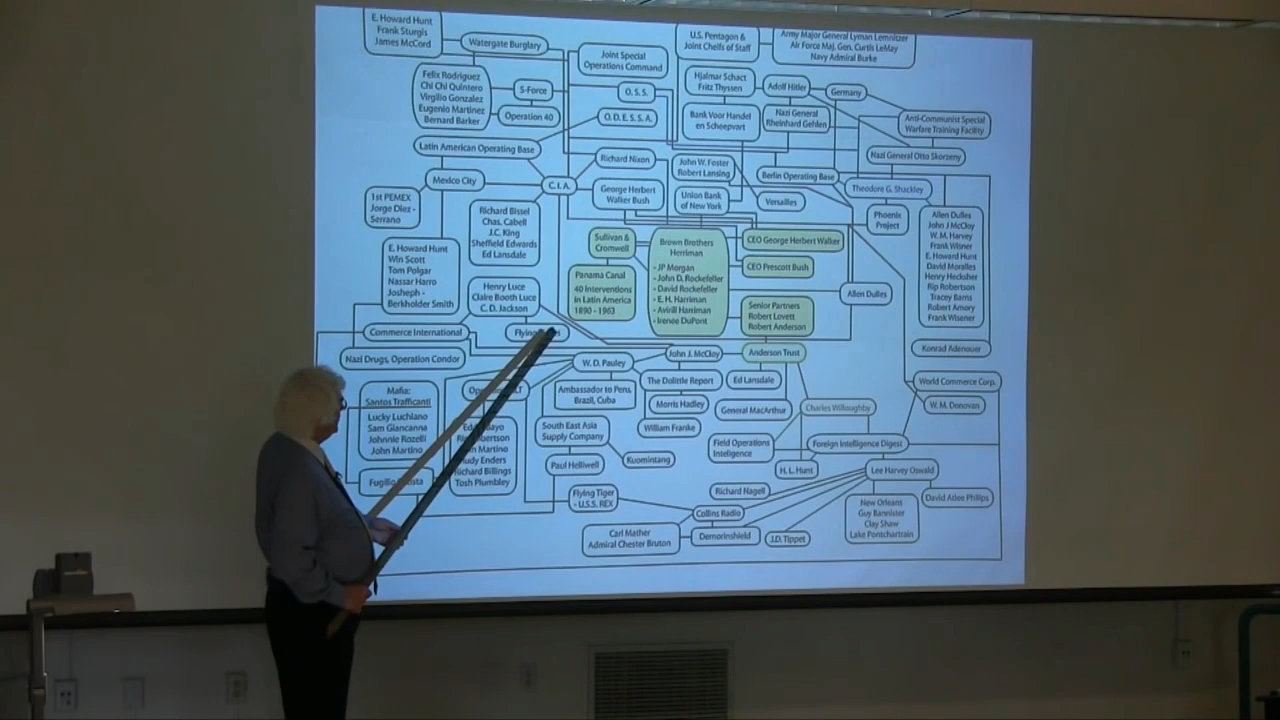 E. Howard Hunt
Frank Sturgis
James McCord
Watergate Burglary
Joint Special
Operations Command
U.S. Pentagon &
Joint Cheifs of Staff
Army Major General Lyman Lemnitzer
Air Force Maj. Gen. Curtis LeMay
Navy Admiral Burke
Felix Rodriguez
Chi Chi Quintero
Virgilio Gonzalez
Eugenio Martinez
Bernard Barker
S-Force
Operation 40
O. S. S.
O. D. E. S. S. A.
Hjalmar Schact
Fritz Thyssen
Adolf Hitler
Germany
Bank Voor Handel
en Scheepvart
Nazi General
Rheinhard Gehlen
Anti-Communist Special
Warfare Training Facility
Nazi General Otto Skorzeny
Latin American Operating Base
Richard Nixon
John W. Foster
Robert Lansing
Berlin Operating Base
Theodore G. Shackley
Mexico City
C.I.A.
George Herbert
Walker Bush
Union Bank
of New York
Versailles
1st PEMEX
Jorge Diez -
Serrano
Richard Bissel
Chas. Cabell
J.C. King
Sheffield Edwards
Ed Lansdale
Phoenix
Project
Allen Dulles
John J McCloy
W. M. Harvey
Frank Wisner
E. Howard Hunt
David Moralles
Henry Hecksher
Rip Robertson
Tracey Barns
Robert Amory
Frank Wisener
Sullivan &
Cromwell
Brown Brothers
Herriman
- JP Morgan
- John D. Rockefeller
- David Rockefeller
- E. H. Harriman
- Avirill Harriman
- Irenee DuPont
CEO George Herbert Walker
CEO Prescott Bush
E. Howard Hunt
Win Scott
Tom Polgar
Nassar Harro
Josheph -
Berkholder Smith
Panama Canal
40 Interventions
in Latin America
1890 - 1963
Henry Luce
Claire Booth Luce
C. D. Jackson
Senior Partners
Robert Lovett
Robert Anderson
Allen Dulles
Commerce International
Flying
Konrad Adenouer
Nazi Drugs, Operation Condor
W. D. Pauley
John J. McCloy
Anderson Trust
Mafia:
Santos Trafficanti
Lucky Luchiano
Sam Giancanna
Johnnie Rozelli
John Martino
Ambassador to Peru,
Brazil, Cuba
The Dolittle Report
Ed Lansdale
World Commerce Corp.
W. M. Donovan
Morris Hadley
General MacArthur
Charles Willoughby
William Franke
South East Asia
Supply Company
Field Operations
Inteligence
Foreign Intelligence Digest
Martino
Enders
Richard Billings
Tosh Plumbley
Paul Helliwell
Kuomintang
H. L. Hunt
Lee Harvey Oswald
Flying Tiger
- U.S.S. REX
Richard Nagell
David Atlee Philips
Collins Radio
New Orleans
Guy Bannister
Clay Shaw
Lake Pontchartrain
Carl Mather
Admiral Chester Bruton
Demornshield
J.D. Tippet